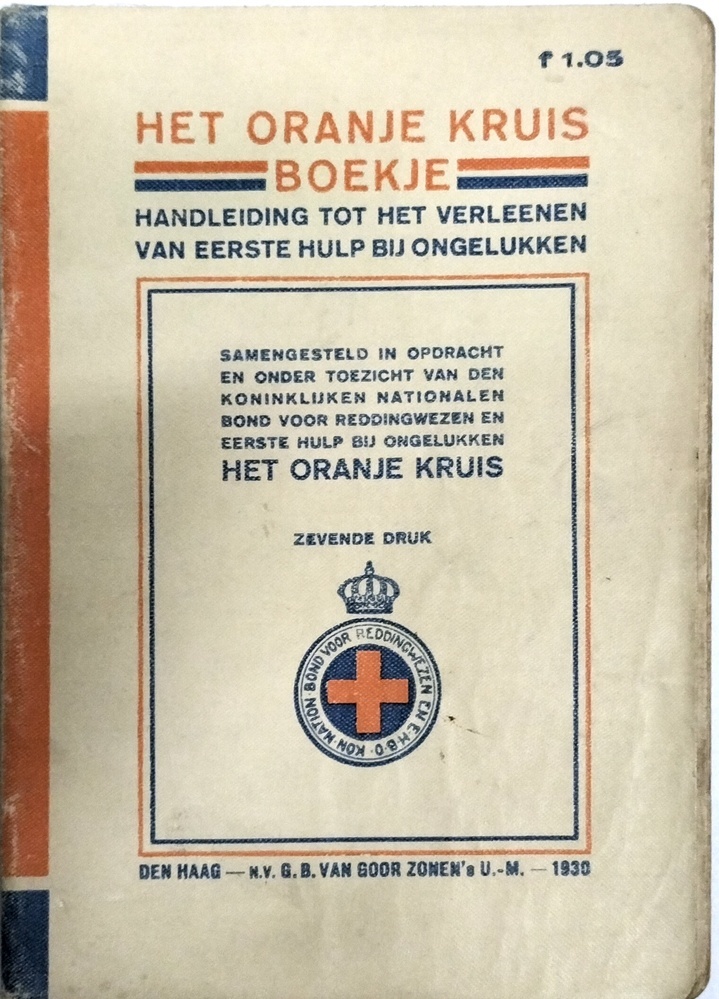 f 1.05
HET ORANJE KRUIS
BOEKJE
HANDLEIDING TOT HET VERLEENEN
VAN EERSTE HULP BIJ ONGELUKKEN
SAMENGESTELD IN OPDRACHT
EN ONDER TOEZICHT VAN DEN
KONINKLIJKEN NATIONALEN
BOND VOOR REDDINGWEZEN EN
EERSTE HULP BIJ ONGELUKKEN
HET ORANJE KRUIS
ZEVENDE DRUK
KON·NATION·BOND VOOR REDDINGWEZEN EN E·H·B·O·
DEN HAAG — N.V. G. B. VAN GOOR ZONEN's U.-M. — 1930